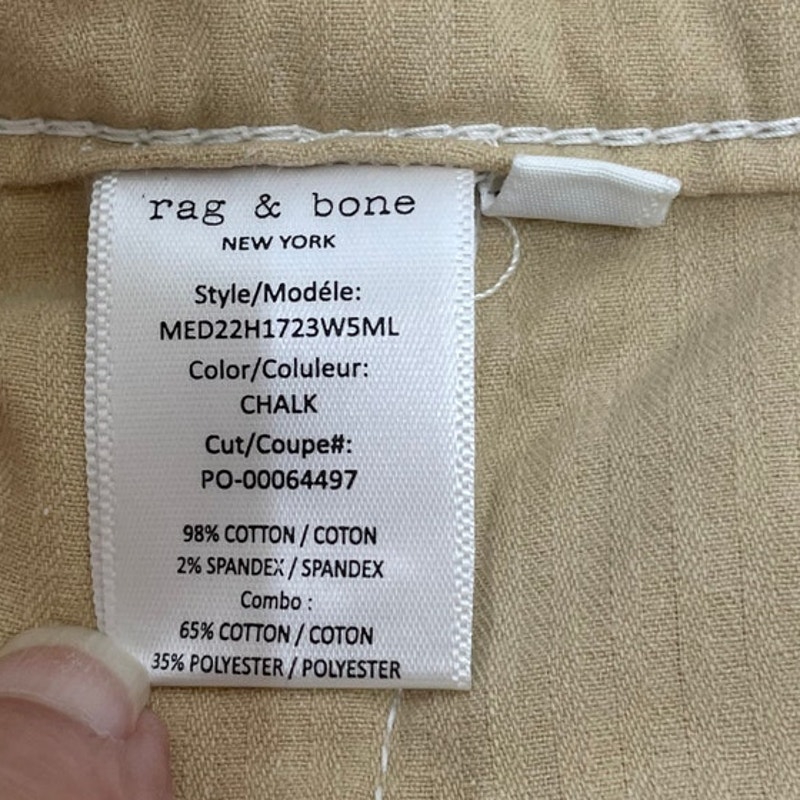 rag & bone
NEW YORK
Style/Modéle:
MED22H1723W5ML
Color/Coluleur:
CHALK
Cut/Coupe#:
PO-00064497
98% COTTON / COTON
2% SPANDEX / SPANDEX
Combo :
65% COTTON / COTON
35% POLYESTER / POLYESTER